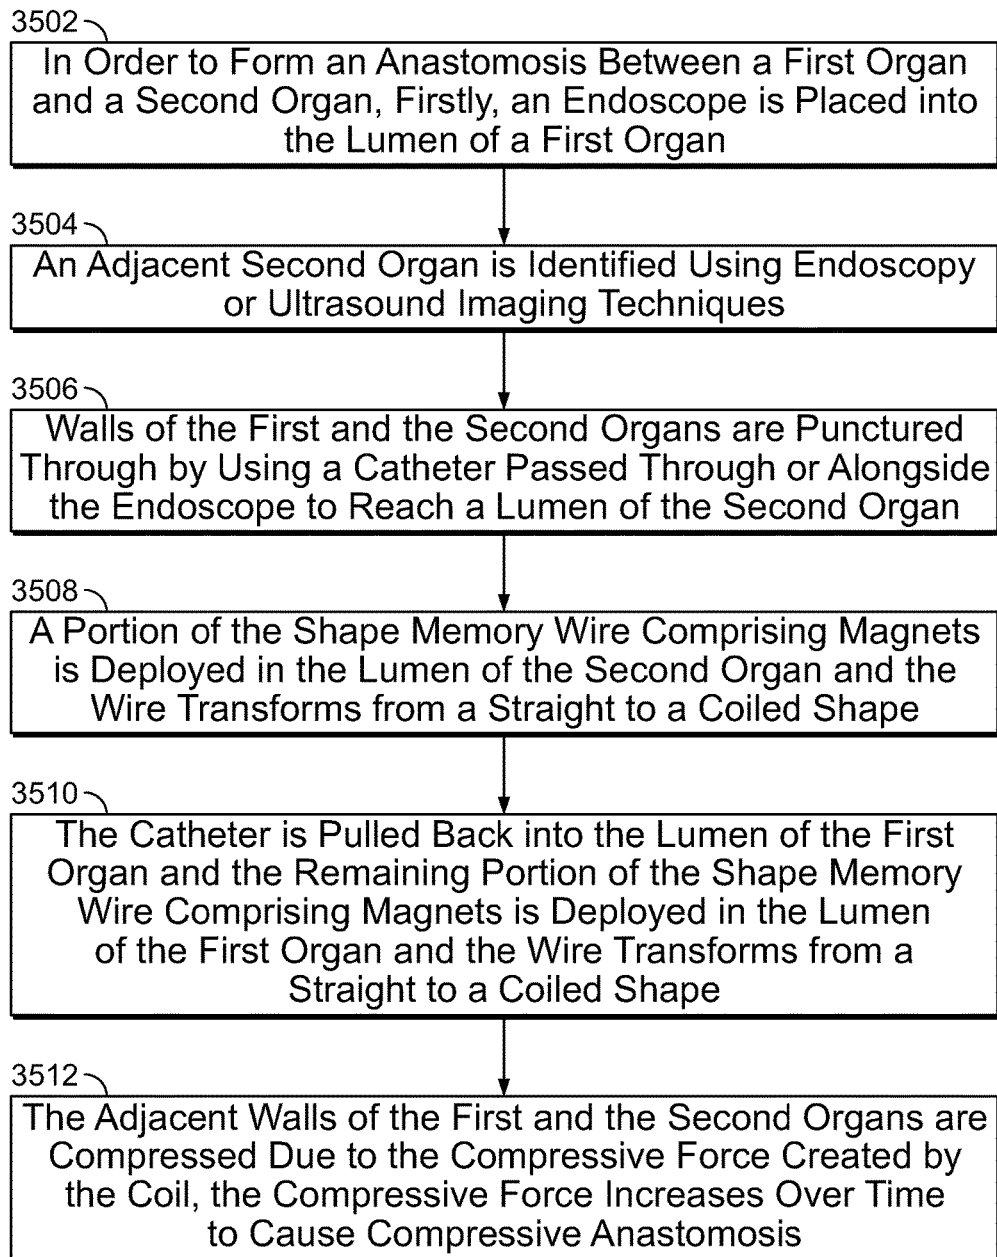 3502
In Order to Form an Anastomosis Between a First Organ
and a Second Organ, Firstly, an Endoscope is Placed into
the Lumen of a First Organ
3504
An Adjacent Second Organ is Identified Using Endoscopy
or Ultrasound Imaging Techniques
3506
Walls of the First and the Second Organs are Punctured
Through by Using a Catheter Passed Through or Alongside
the Endoscope to Reach a Lumen of the Second Organ
3508
A Portion of the Shape Memory Wire Comprising Magnets
is Deployed in the Lumen of the Second Organ and the
Wire Transforms from a Straight to a Coiled Shape
3510
The Catheter is Pulled Back into the Lumen of the First
Organ and the Remaining Portion of the Shape Memory
Wire Comprising Magnets is Deployed in the Lumen
of the First Organ and the Wire Transforms from a
Straight to a Coiled Shape
3512
The Adjacent Walls of the First and the Second Organs are
Compressed Due to the Compressive Force Created by
the Coil, the Compressive Force Increases Over Time
to Cause Compressive Anastomosis